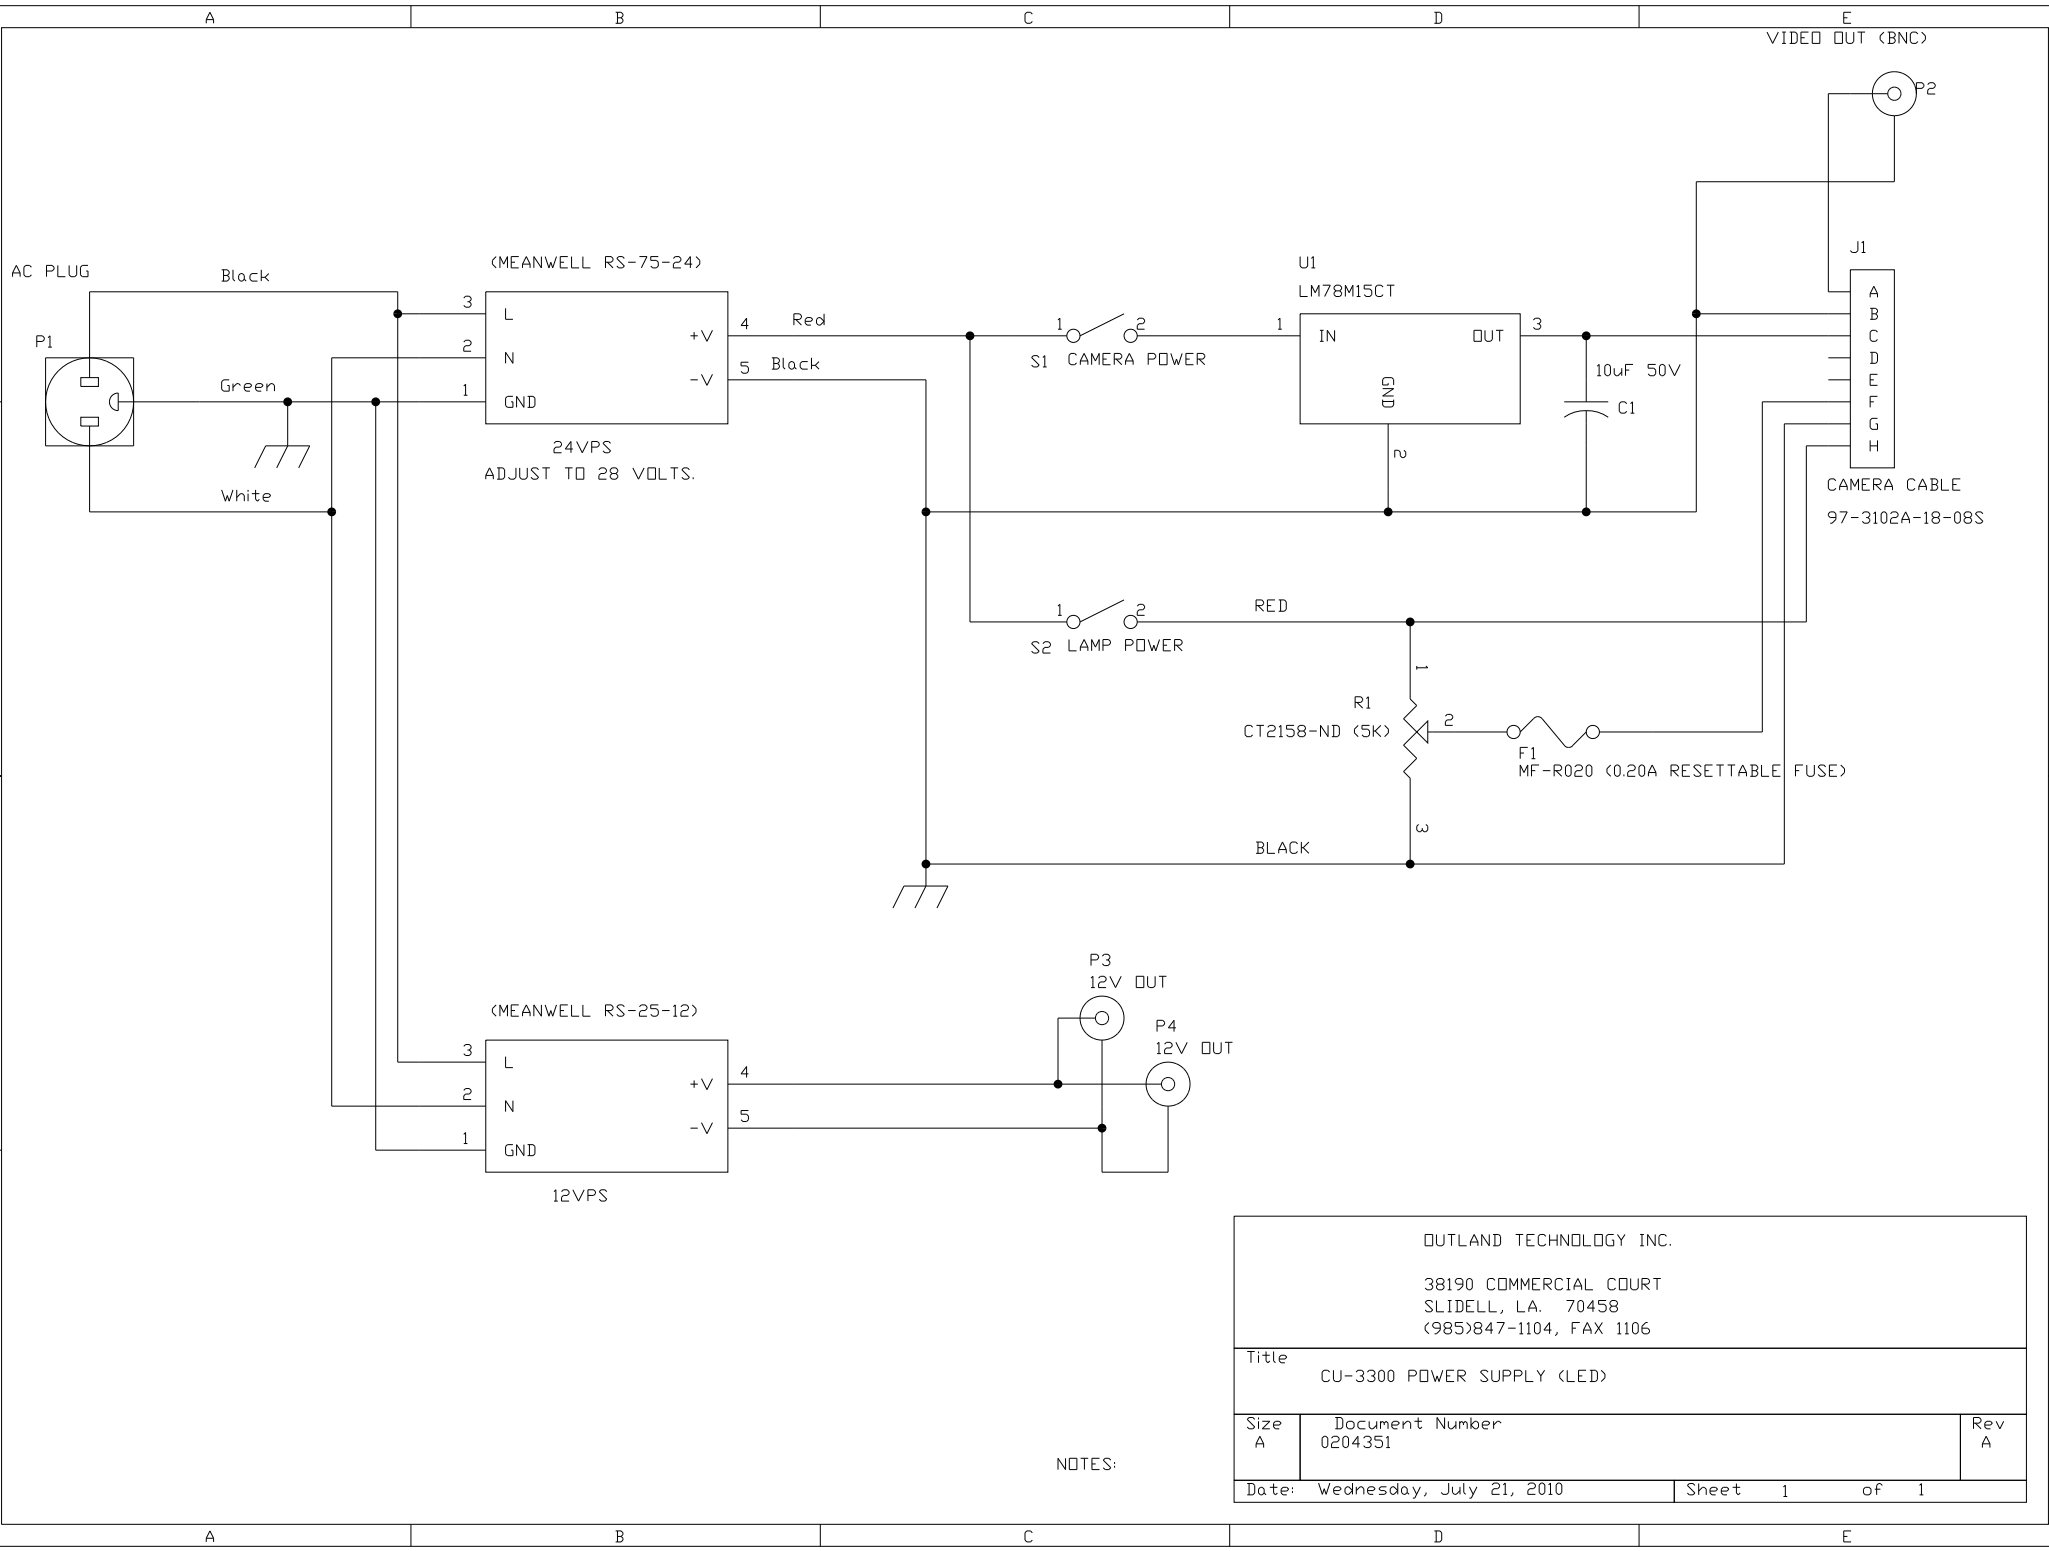 A B C D E
VIDEO OUT (BNC)
P2
J1
AC PLUG
Black
(MEANWELL RS-75-24)
U1
LM78M15CT
P1
3 L
2 N
1 GND
+V 4 Red
-V 5 Black
Green
White
24VPS
ADJUST TO 28 VOLTS.
1 2
S1 CAMERA POWER
1 IN OUT 3
GND
2
10uF 50V
C1
A
B
C
D
E
F
G
H
CAMERA CABLE
97-3102A-18-08S
1 2
S2 LAMP POWER
RED
1
R1
CT2158-ND (5K)
2
F1
MF-R020 (0.20A RESETTABLE FUSE)
3
BLACK
P3
12V OUT
P4
12V OUT
(MEANWELL RS-25-12)
3 L
2 N
1 GND
+V 4
-V 5
12VPS
OUTLAND TECHNOLOGY INC.
38190 COMMERCIAL COURT
SLIDELL, LA. 70458
(985)847-1104, FAX 1106
Title
CU-3300 POWER SUPPLY (LED)
Size Document Number Rev
A 0204351 A
Date: Wednesday, July 21, 2010 Sheet 1 of 1
NOTES:
A B C D E